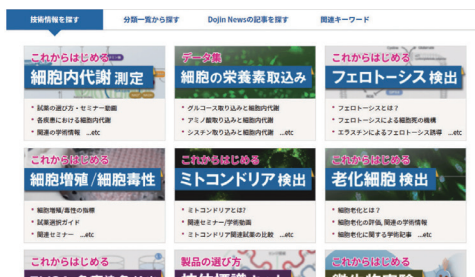 技術情報を探す
分類一覧から探す
Dojin Newsの記事を探す
関連キーワード
これからはじめる
細胞内代謝 測定
・試薬の選び方・セミナー動画
・各疾患における細胞内代謝
・関連の学術情報 ...etc
データ集
細胞の栄養素取込み
・グルコース取り込みと細胞内代謝
・アミノ酸取り込みと細胞内代謝
・シスチン取り込みと細胞内代謝 ...etc
これからはじめる
フェロトーシス 検出
・フェロトーシスとは？
・フェロトーシスによる細胞死の機構
・エラスチンによるフェロトーシス誘導 ...etc
これからはじめる
細胞増殖/細胞毒性
・細胞増殖/毒性の指標
・試薬選択ガイド
・関連セミナー ...etc
これからはじめる
ミトコンドリア 検出
・ミトコンドリアとは?
・関連セミナー/学術動画
・ミトコンドリア関連試薬の比較 ...etc
これからはじめる
老化細胞 検出
・細胞老化とは？
・細胞老化の評価, 関連の学術情報
・細胞老化に関する学術記事 ...etc
これからはじめる
製品の選び方
これからはじめる